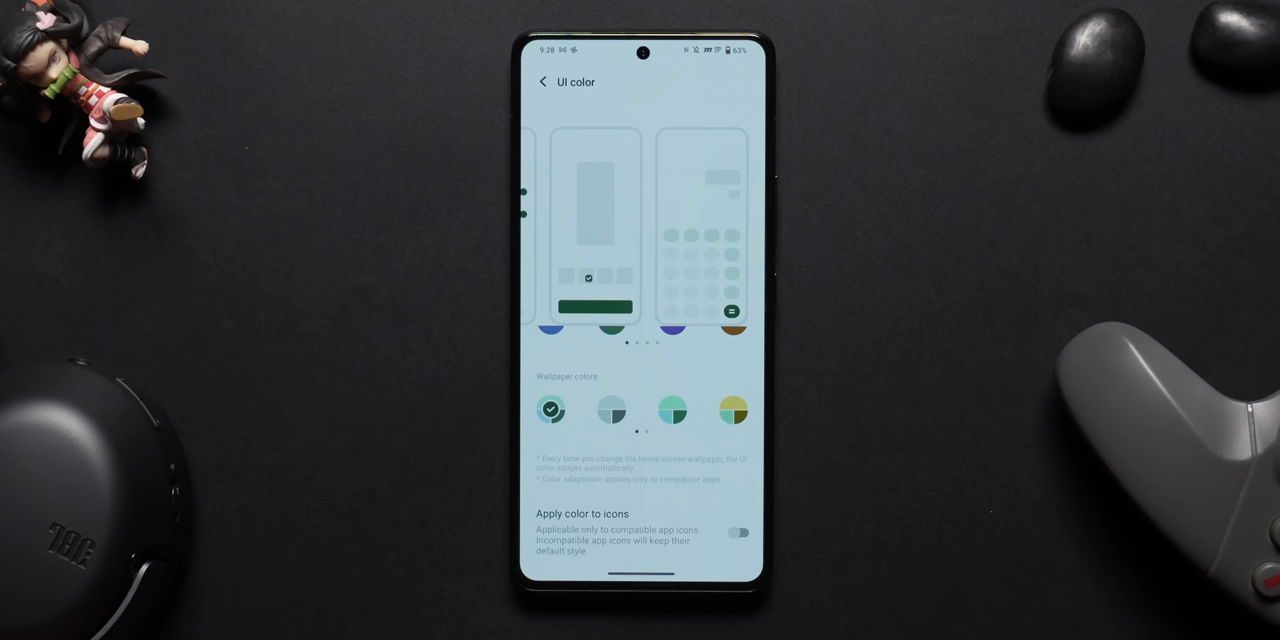 9:28
63%
UI color
Wallpaper colors
* Every time you change the home screen wallpaper, the UI
color adapts automatically
* Color adaptation applies only to compatible apps
Apply color to icons
Applicable only to compatible app icons.
Incompatible app icons will keep their
default style
JBL